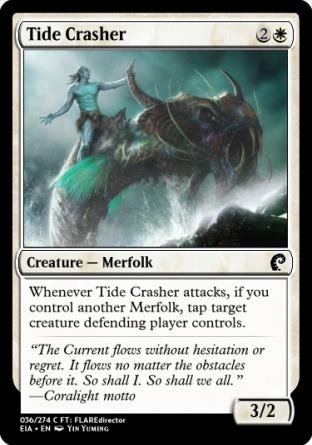 Tide Crasher 2
Creature — Merfolk
Whenever Tide Crasher attacks, if you
control another Merfolk, tap target
creature defending player controls.
"The Current flows without hesitation or
regret. It flows no matter the obstacles
before it. So shall I. So shall we all."
—Coralight motto
3/2
036/274 C FT: FLAREdirector
EIA • EN Yin Yuming